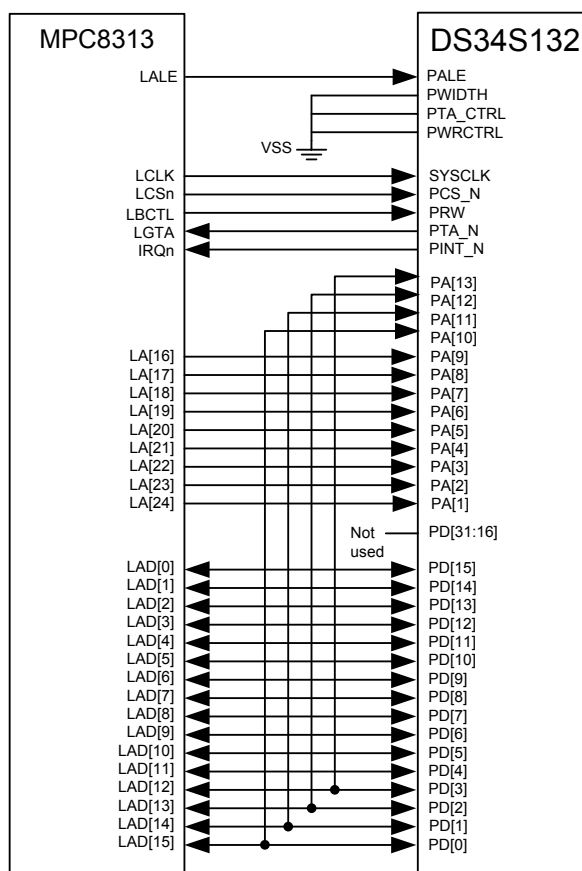 MPC8313 DS34S132
LALE PALE
PWIDTH
PTA_CTRL
PWRCTRL
VSS
LCLK SYSCLK
LCSn PCS_N
LBCTL PRW
LGTA PTA_N
IRQn PINT_N
PA[13]
PA[12]
PA[11]
PA[10]
LA[16] PA[9]
LA[17] PA[8]
LA[18] PA[7]
LA[19] PA[6]
LA[20] PA[5]
LA[21] PA[4]
LA[22] PA[3]
LA[23] PA[2]
LA[24] PA[1]
Not PD[31:16]
used
LAD[0] PD[15]
LAD[1] PD[14]
LAD[2] PD[13]
LAD[3] PD[12]
LAD[4] PD[11]
LAD[5] PD[10]
LAD[6] PD[9]
LAD[7] PD[8]
LAD[8] PD[7]
LAD[9] PD[6]
LAD[10] PD[5]
LAD[11] PD[4]
LAD[12] PD[3]
LAD[13] PD[2]
LAD[14] PD[1]
LAD[15] PD[0]